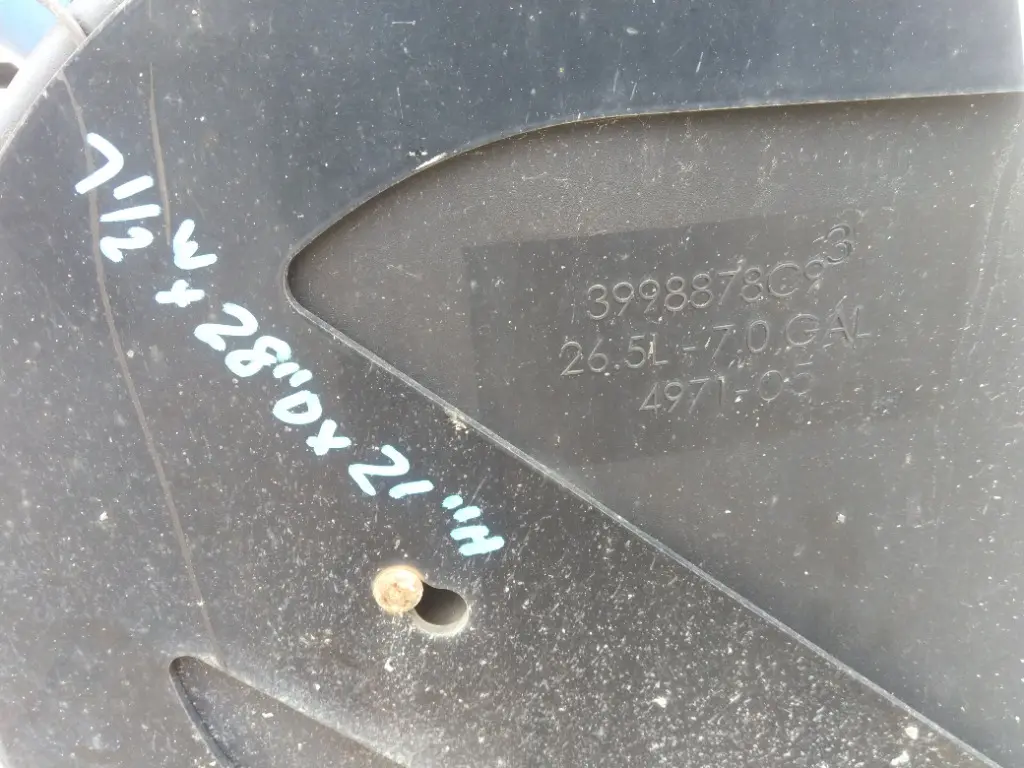 7 1/2 "W x 28"D x 21"H
3998878C93
26.5L - 7.0 GAL
4971-05